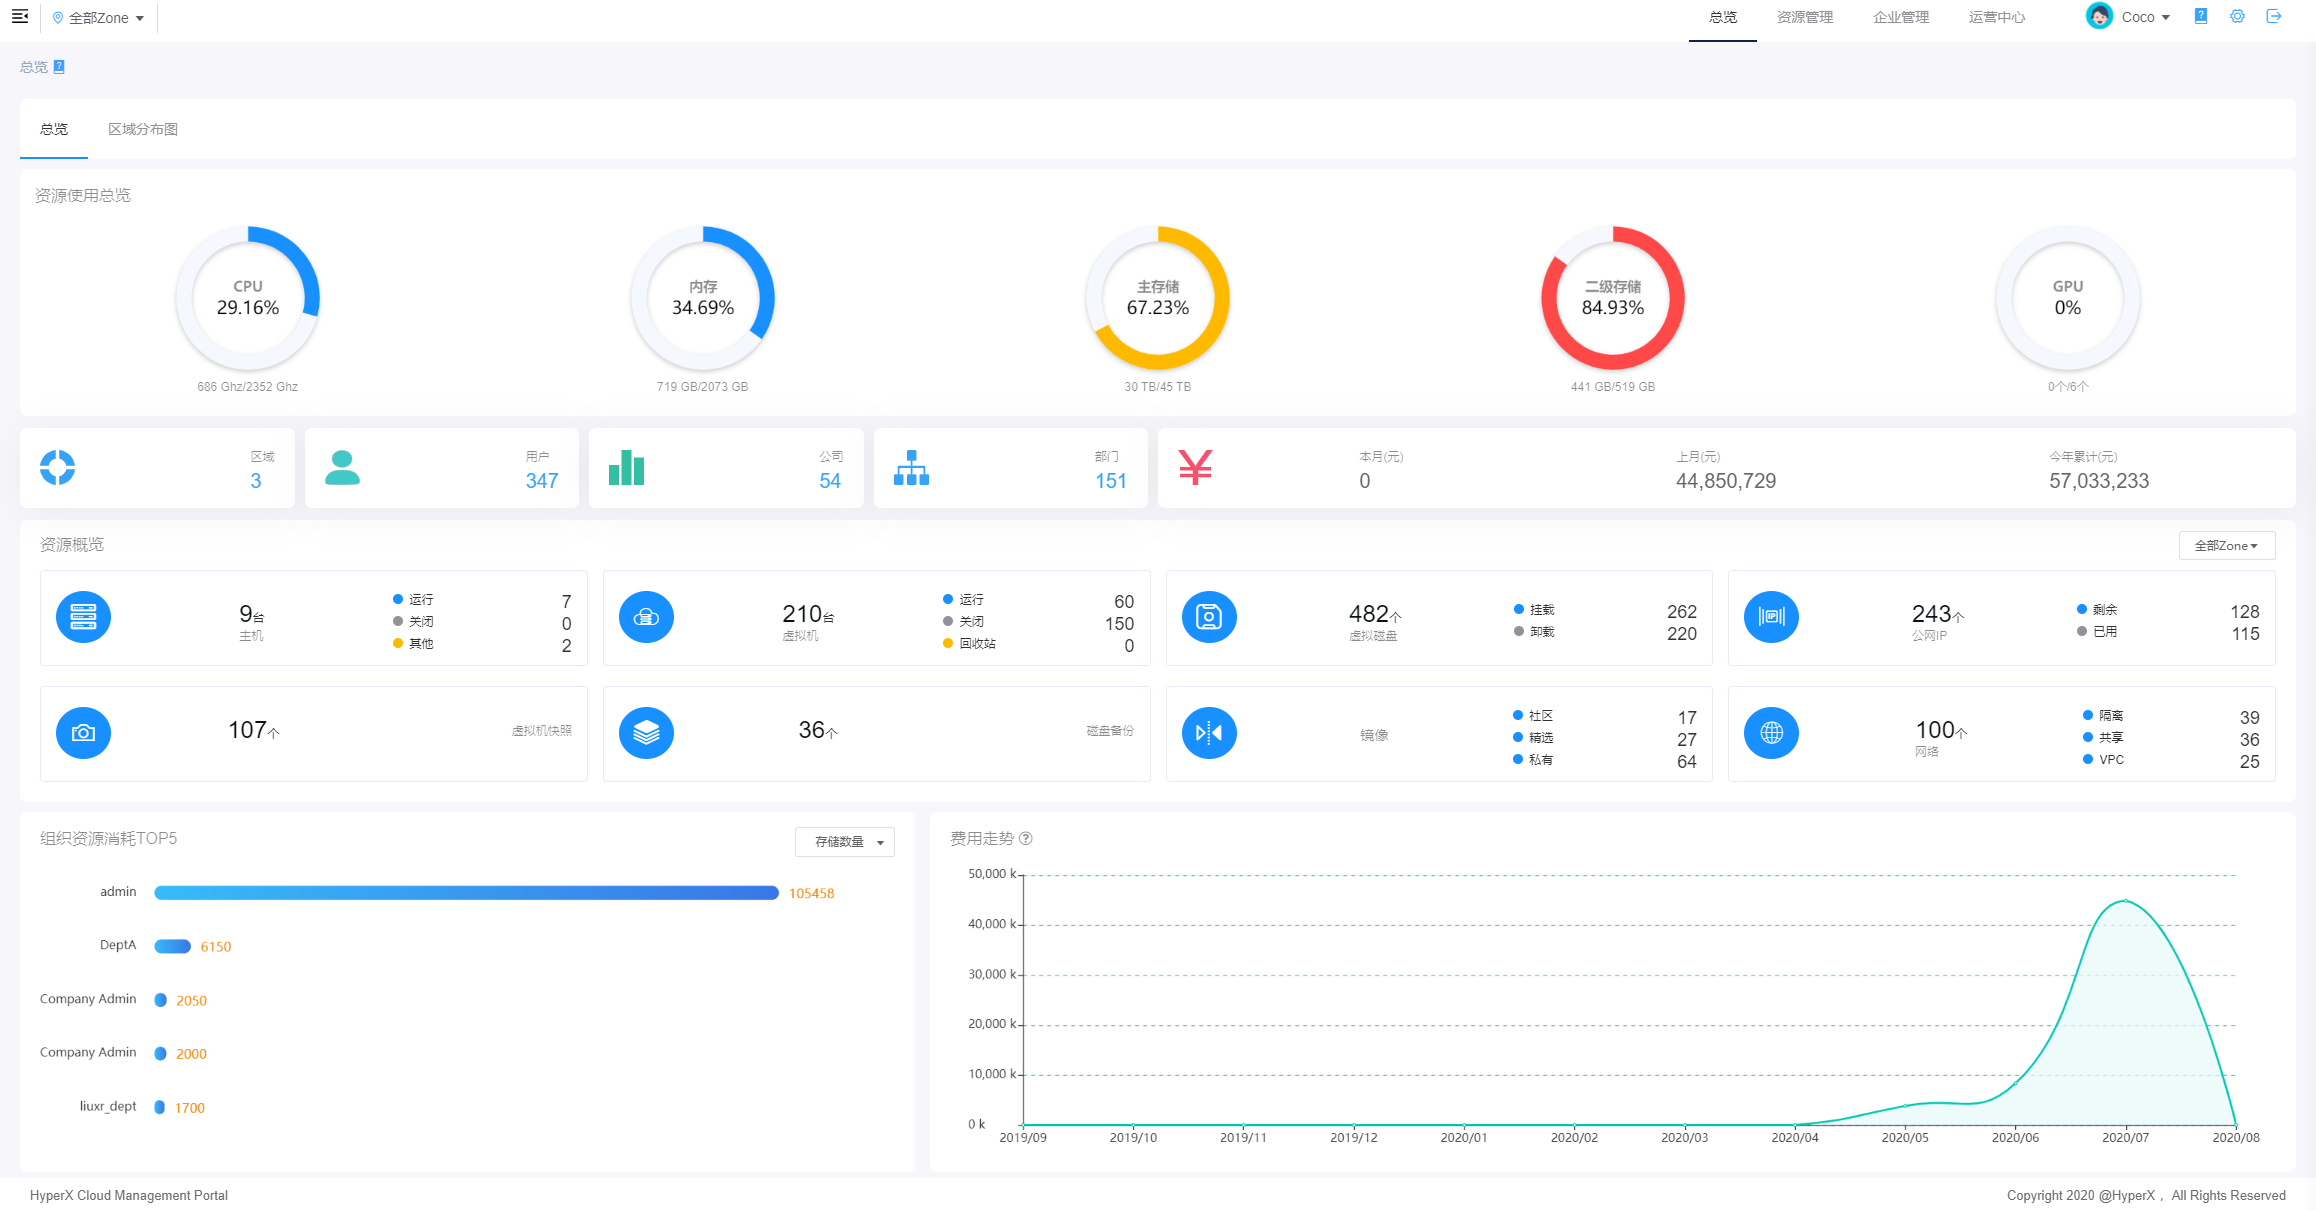 全部Zone
总览 资源管理 企业管理 运营中心 Coco
总览
总览 区域分布图
资源使用总览
CPU
29.16%
686 Ghz/2352 Ghz
内存
34.69%
719 GB/2073 GB
主存储
67.23%
30 TB/45 TB
二级存储
84.93%
441 GB/519 GB
GPU
0%
0个/6个
区域
3
用户
347
公司
54
部门
151
本月(元)
0
上月(元)
44,850,729
今年累计(元)
57,033,233
资源概览
全部Zone
9台
主机
运行 7
关闭 0
其他 2
210台
虚拟机
运行 60
关闭 150
回收站 0
482个
虚拟磁盘
挂载 262
卸载 220
243个
公网IP
剩余 128
已用 115
107个
虚拟机快照
36个
磁盘备份
镜像
社区 17
精选 27
私有 64
100个
网络
隔离 39
共享 36
VPC 25
组织资源消耗TOP5
存储数量
admin 105458
DeptA 6150
Company Admin 2050
Company Admin 2000
liuxr_dept 1700
费用走势
50,000 k
40,000 k
30,000 k
20,000 k
10,000 k
0 k
2019/09 2019/10 2019/11 2019/12 2020/01 2020/02 2020/03 2020/04 2020/05 2020/06 2020/07 2020/08
HyperX Cloud Management Portal
Copyright 2020 @HyperX， All Rights Reserved